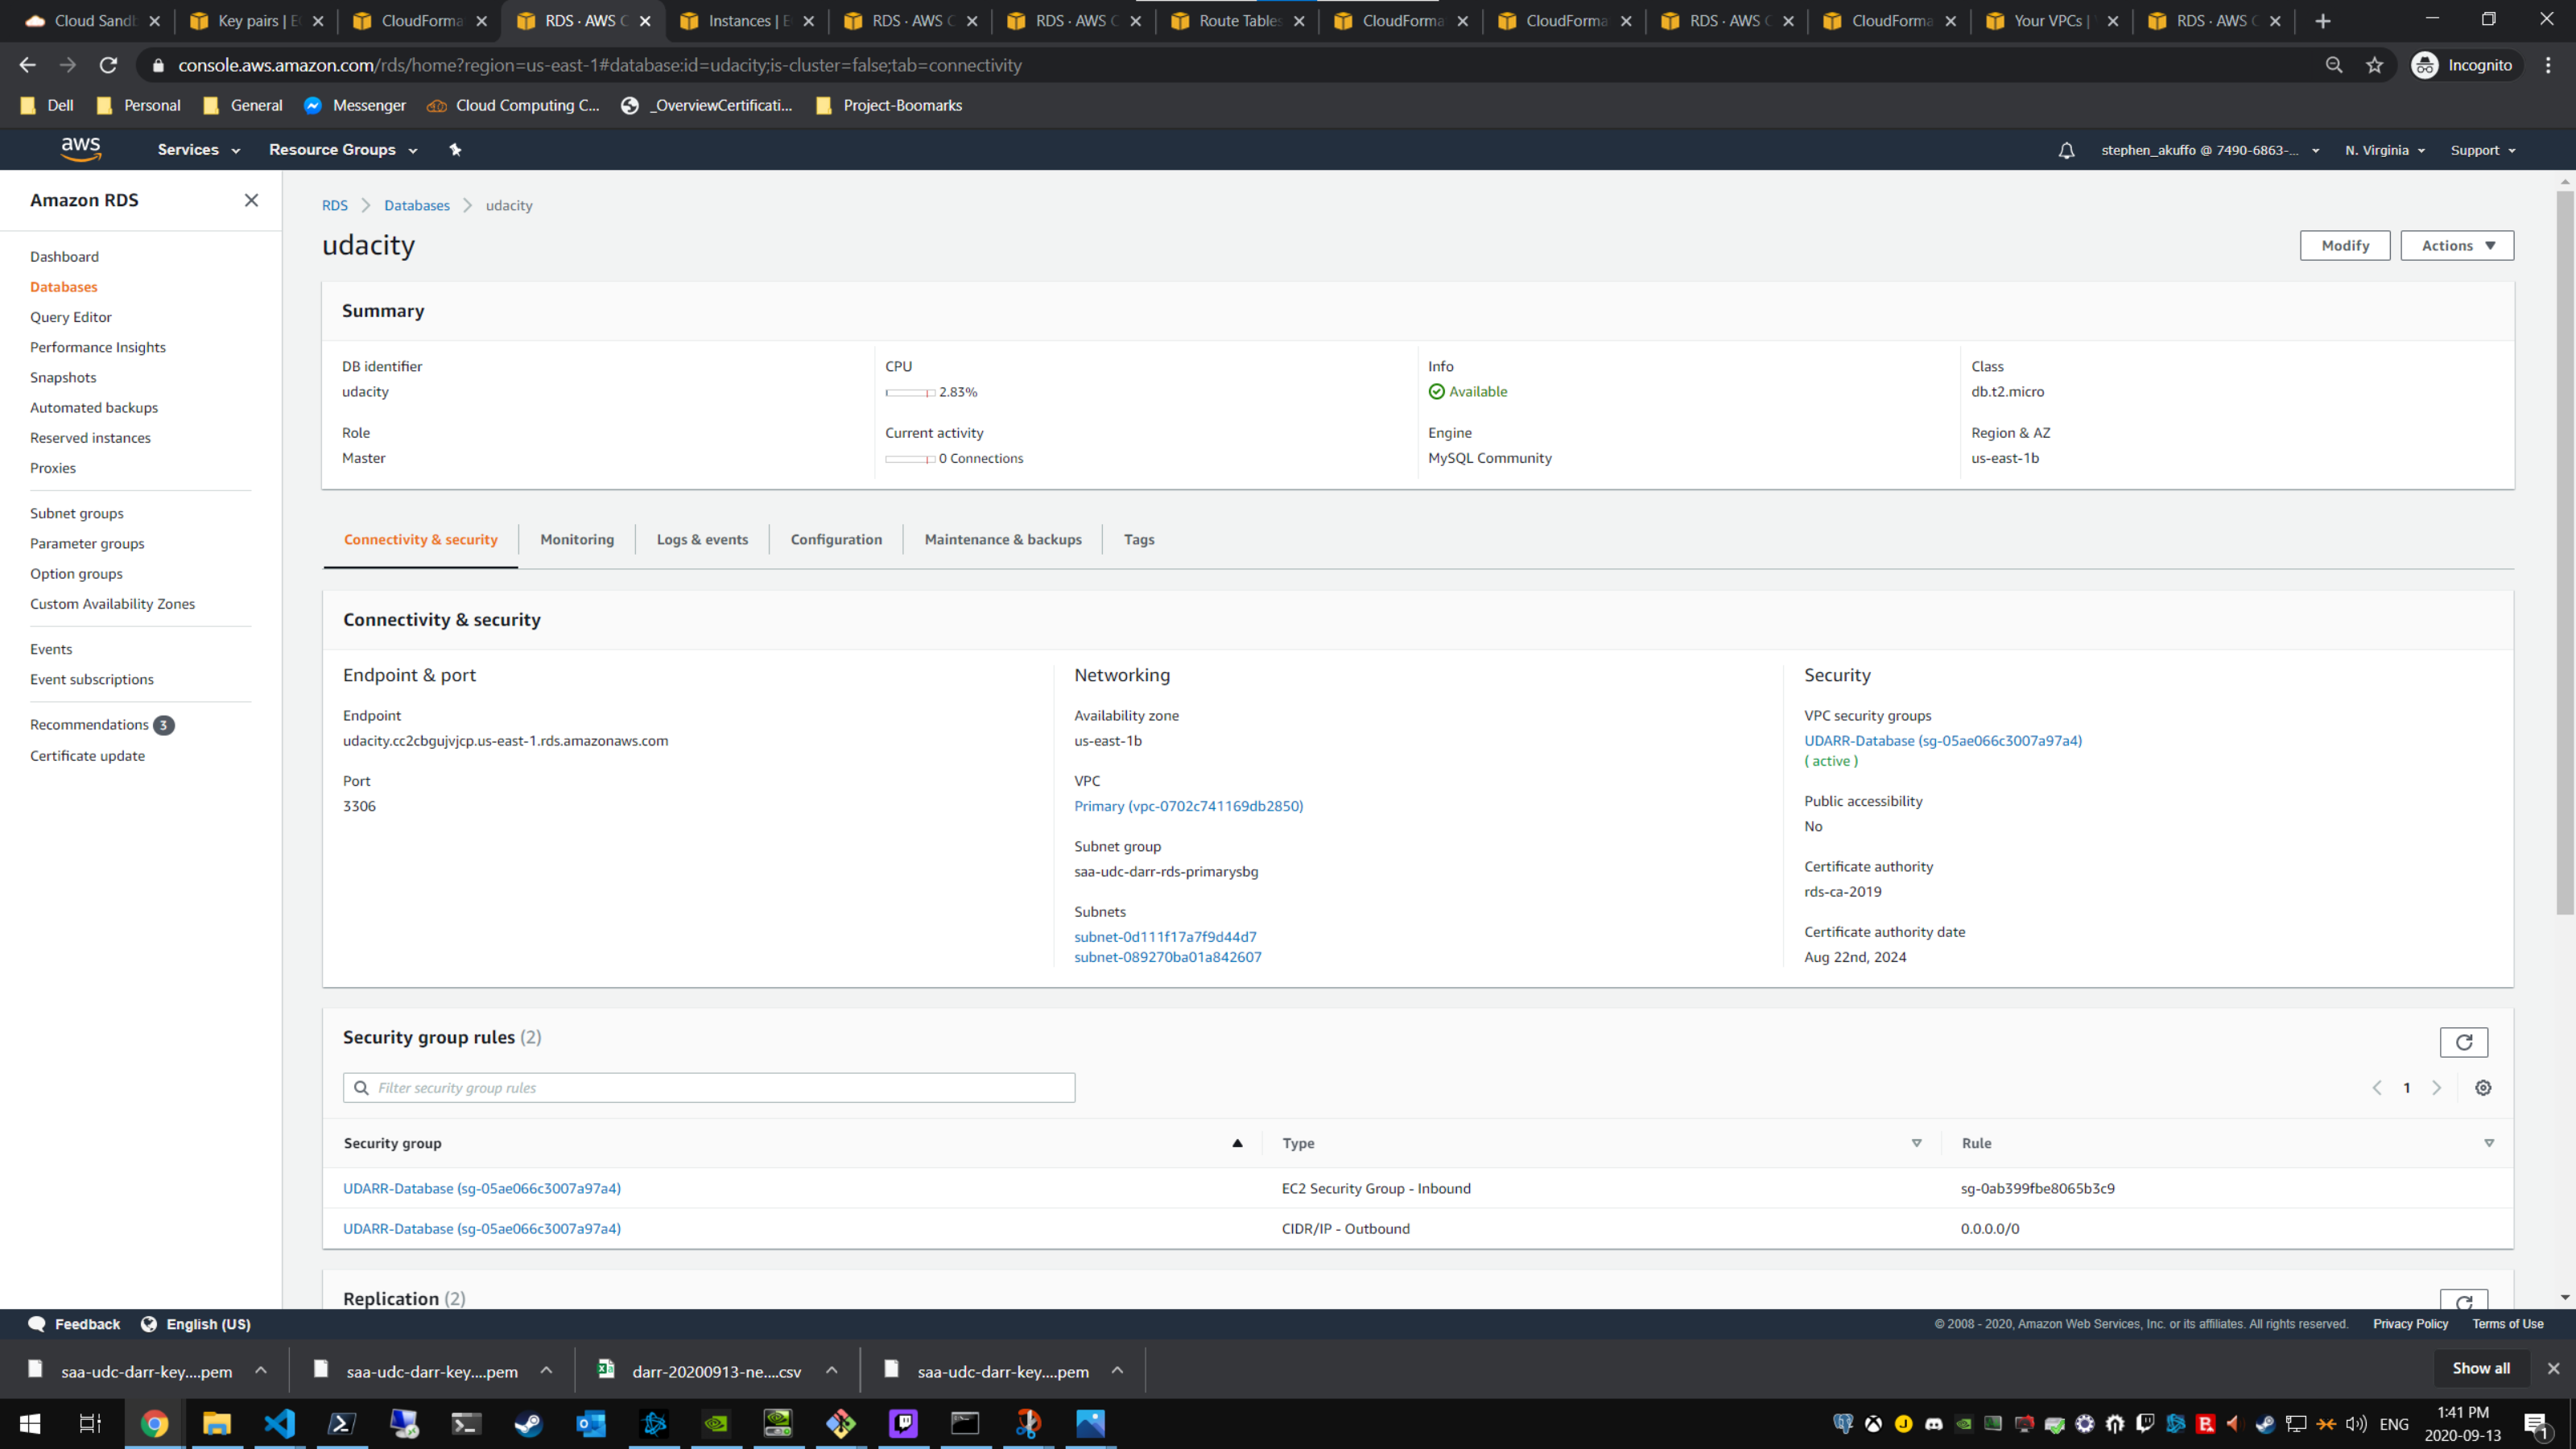 Cloud Sandb
Key pairs | E
CloudForma
RDS · AWS C
Instances | E
RDS · AWS C
RDS · AWS C
Route Tables
CloudForma
CloudForma
RDS · AWS C
CloudForma
Your VPCs |
RDS · AWS C
console.aws.amazon.com/rds/home?region=us-east-1#database:id=udacity;is-cluster=false;tab=connectivity
Incognito
Dell
Personal
General
Messenger
Cloud Computing C...
_OverviewCertificati...
Project-Boomarks
aws
Services
Resource Groups
stephen_akuffo @ 7490-6863-...
N. Virginia
Support
Amazon RDS
Dashboard
Databases
Query Editor
Performance Insights
Snapshots
Automated backups
Reserved instances
Proxies
Subnet groups
Parameter groups
Option groups
Custom Availability Zones
Events
Event subscriptions
Recommendations 3
Certificate update
RDS > Databases > udacity
udacity
Modify
Actions
Summary
DB identifier
udacity
CPU
2.83%
Info
Available
Class
db.t2.micro
Role
Master
Current activity
0 Connections
Engine
MySQL Community
Region & AZ
us-east-1b
Connectivity & security
Monitoring
Logs & events
Configuration
Maintenance & backups
Tags
Connectivity & security
Endpoint & port
Endpoint
udacity.cc2cbgujvjcp.us-east-1.rds.amazonaws.com
Port
3306
Networking
Availability zone
us-east-1b
VPC
Primary (vpc-0702c741169db2850)
Subnet group
saa-udc-darr-rds-primarysbg
Subnets
subnet-0d111f17a7f9d44d7
subnet-089270ba01a842607
Security
VPC security groups
UDARR-Database (sg-05ae066c3007a97a4)
( active )
Public accessibility
No
Certificate authority
rds-ca-2019
Certificate authority date
Aug 22nd, 2024
Security group rules (2)
Filter security group rules
1
Security group
Type
Rule
UDARR-Database (sg-05ae066c3007a97a4)
EC2 Security Group - Inbound
sg-0ab399fbe8065b3c9
UDARR-Database (sg-05ae066c3007a97a4)
CIDR/IP - Outbound
0.0.0.0/0
Replication (2)
Feedback
English (US)
© 2008 - 2020, Amazon Web Services, Inc. or its affiliates. All rights reserved.
Privacy Policy
Terms of Use
saa-udc-darr-key....pem
saa-udc-darr-key....pem
darr-20200913-ne....csv
saa-udc-darr-key....pem
Show all
ENG
1:41 PM
2020-09-13
1